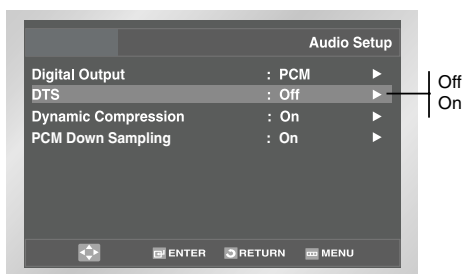 Audio Setup
Digital Output : PCM
DTS : Off
Dynamic Compression : On
PCM Down Sampling : On
Off
On
ENTER RETURN MENU